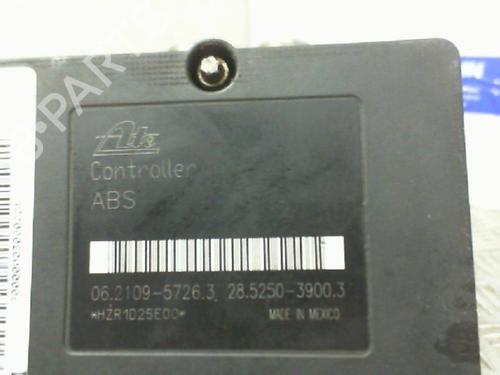 Ate
Controller
ABS
06.2109-5726.3 28.5250-3900.3
*HZR1D25E00*
MADE IN MEXICO